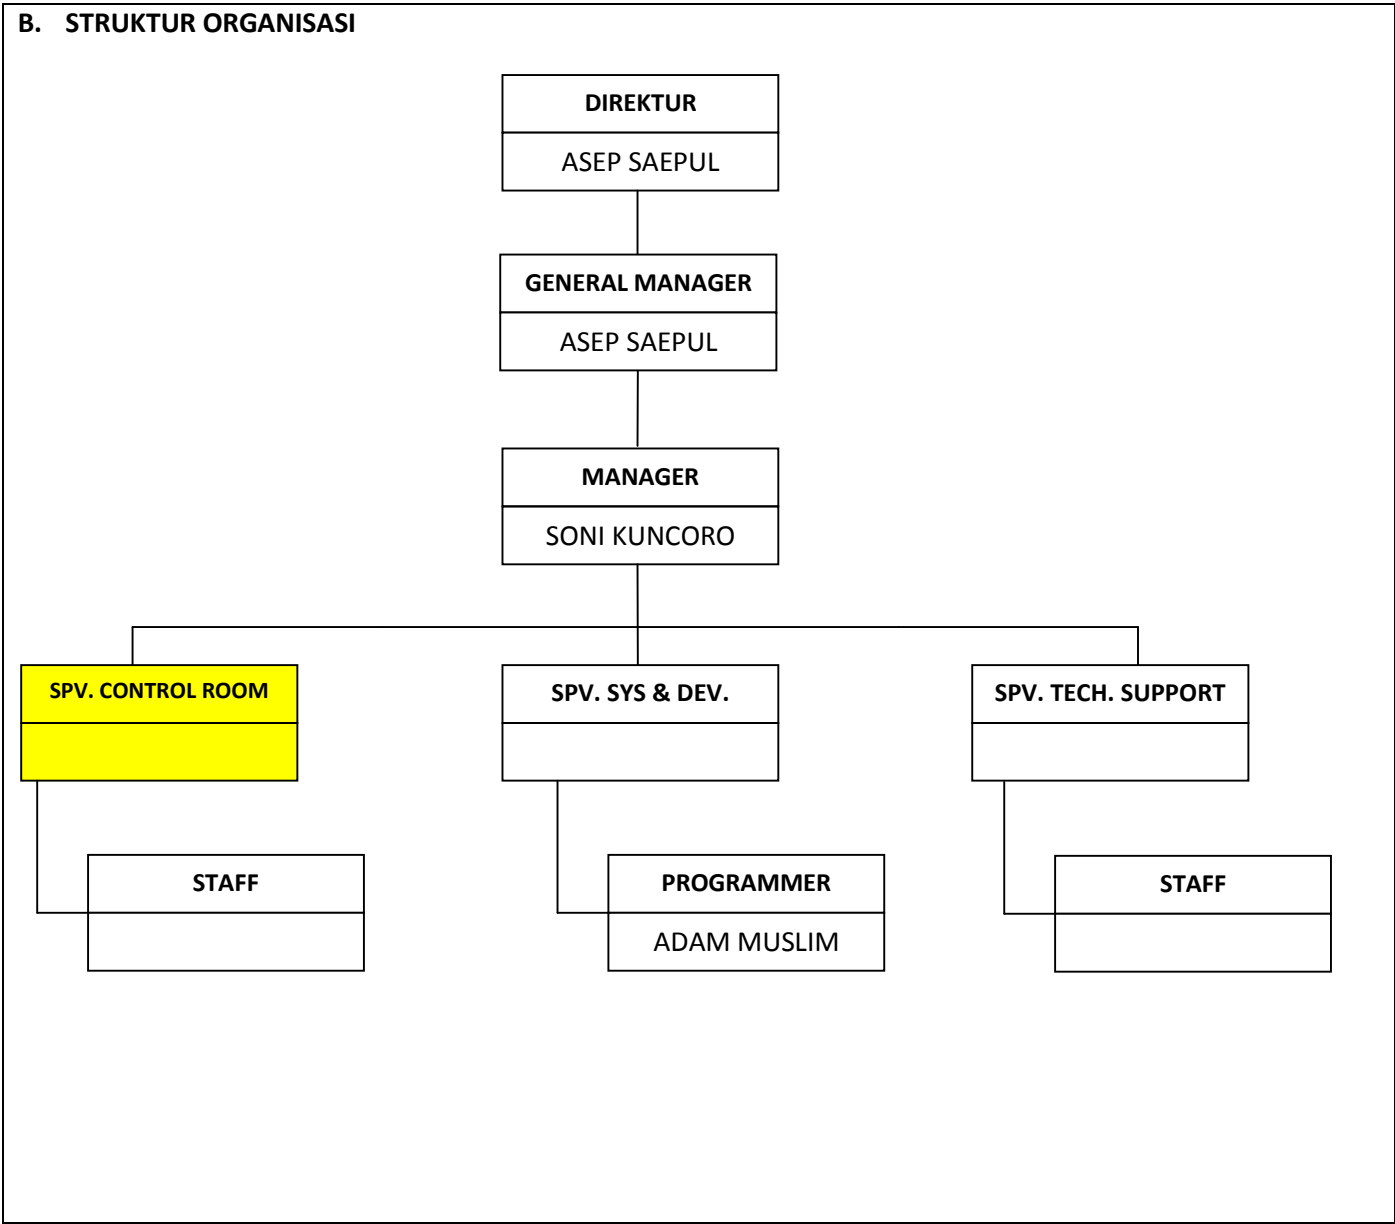 B. STRUKTUR ORGANISASI
DIREKTUR
ASEP SAEPUL
GENERAL MANAGER
ASEP SAEPUL
MANAGER
SONI KUNCORO
SPV. CONTROL ROOM
SPV. SYS & DEV.
SPV. TECH. SUPPORT
STAFF
PROGRAMMER
ADAM MUSLIM
STAFF